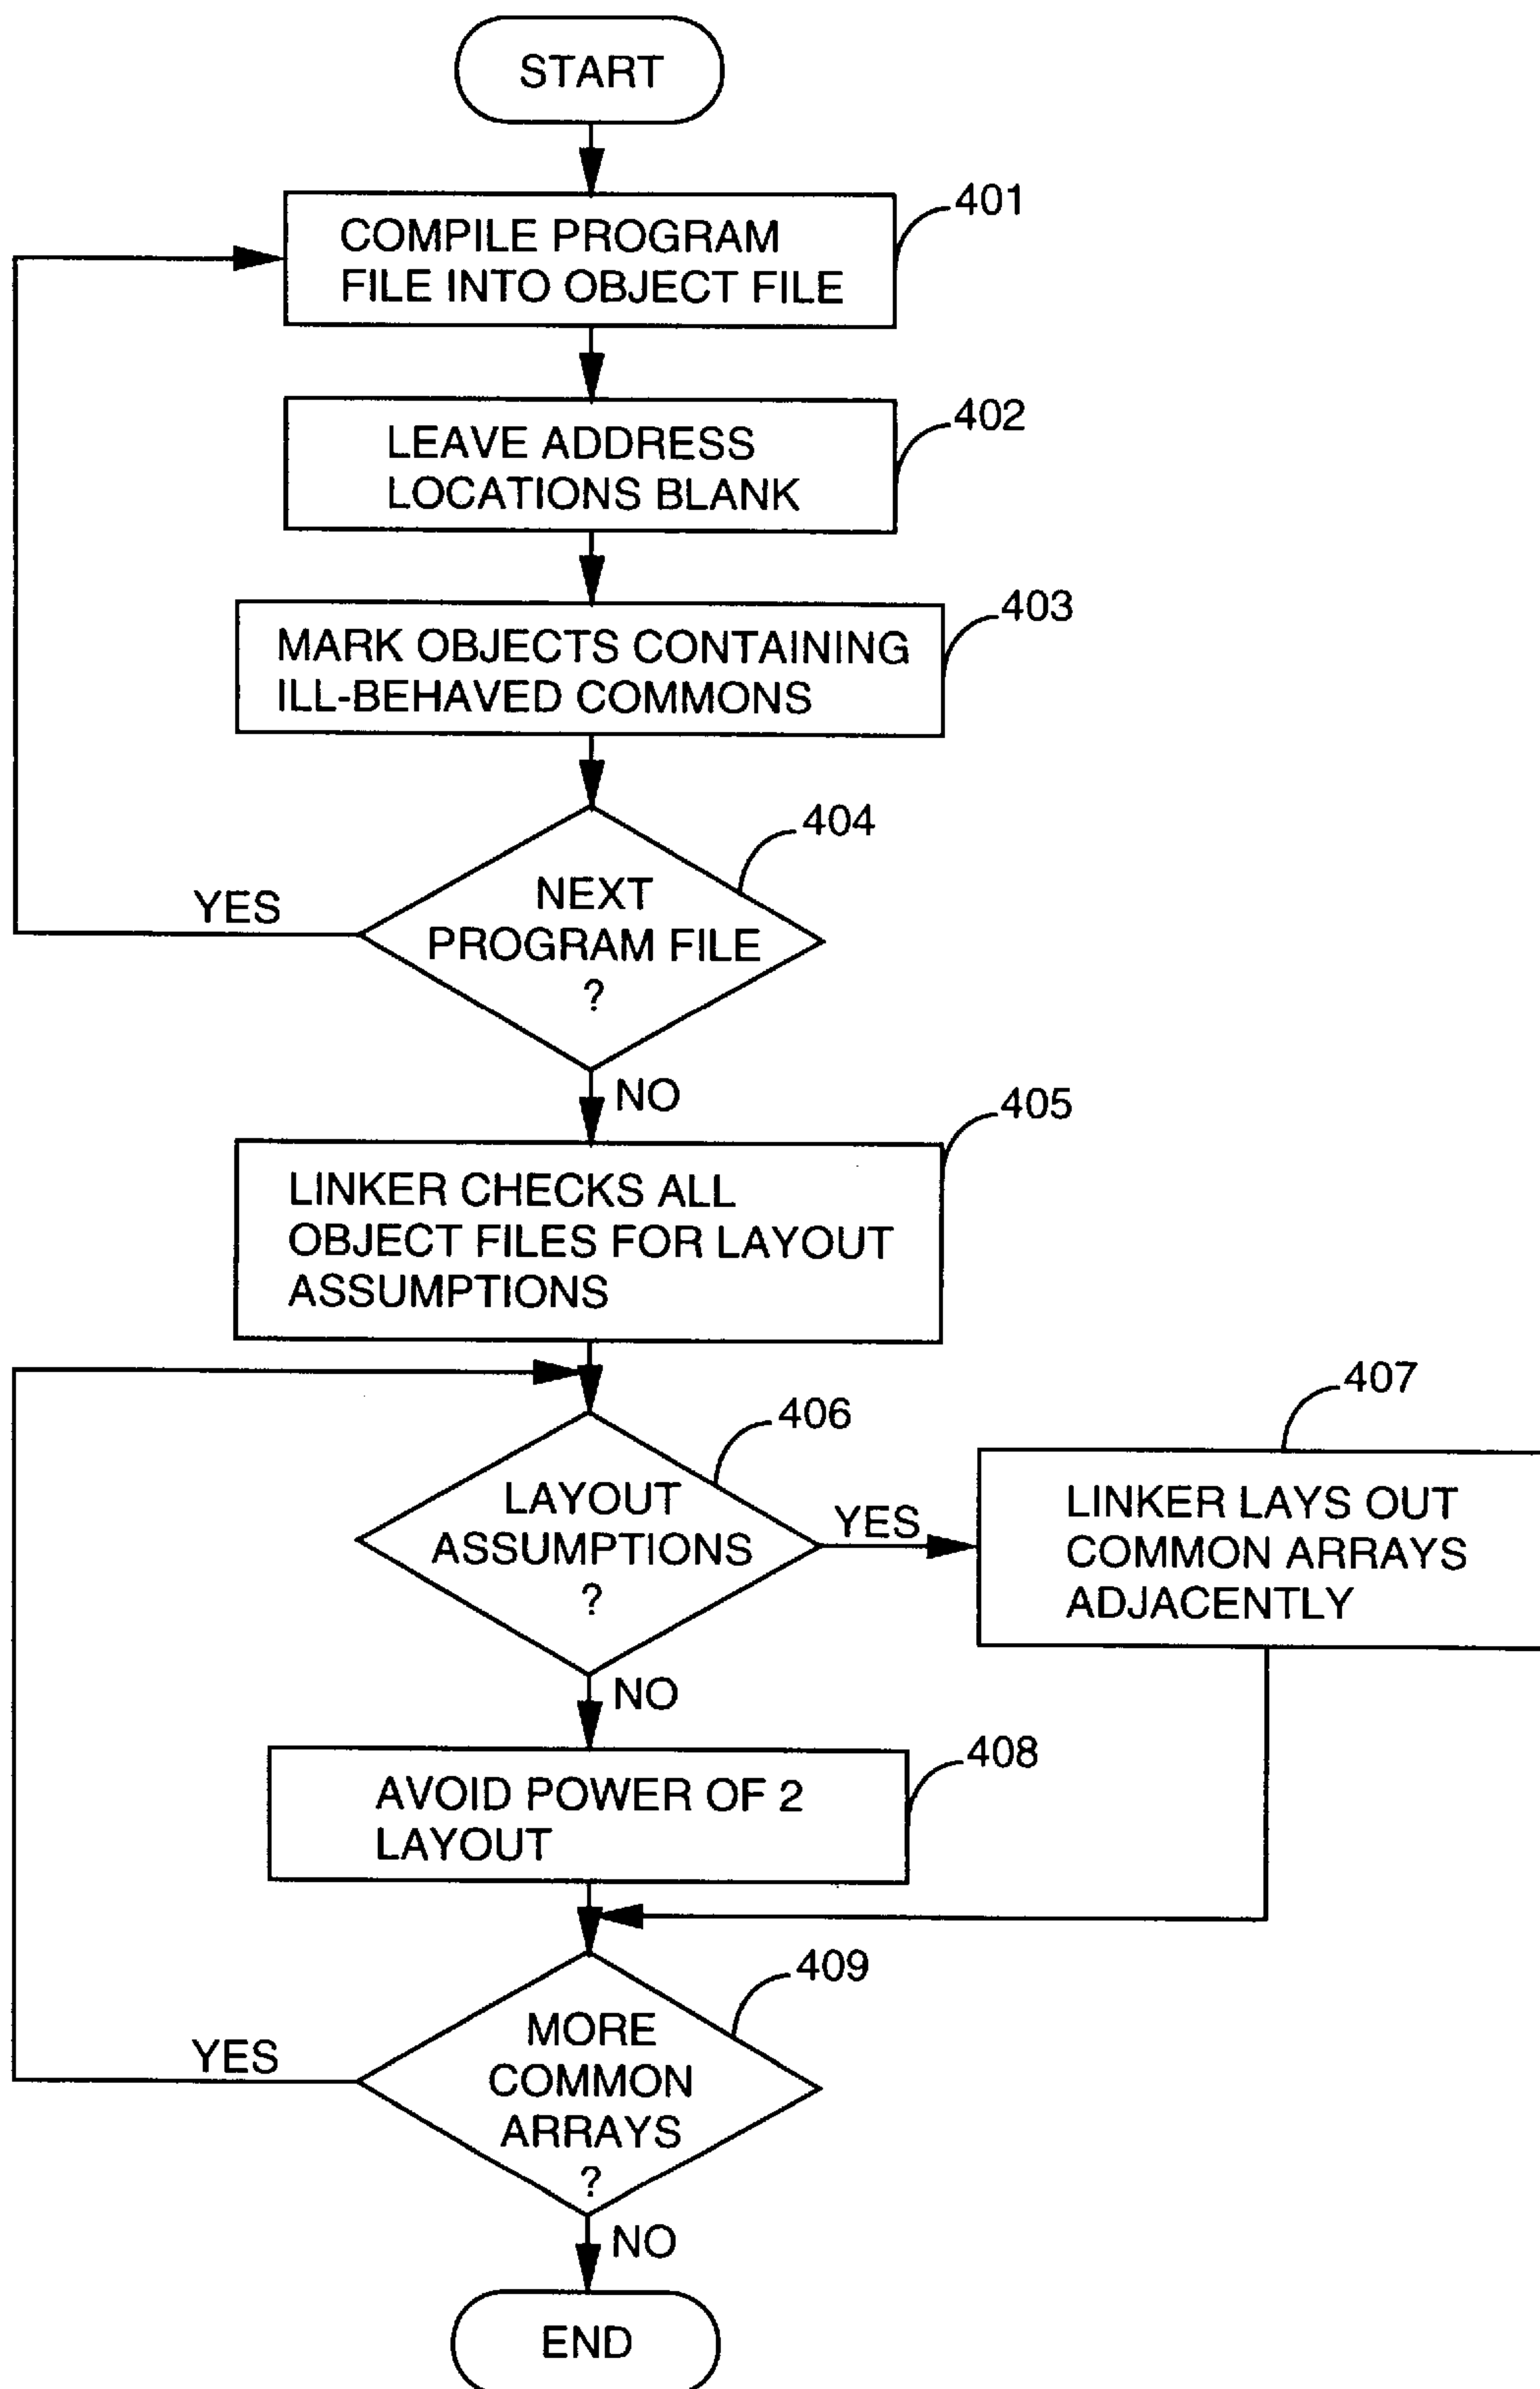 START
401
COMPILE PROGRAM
FILE INTO OBJECT FILE
402
LEAVE ADDRESS
LOCATIONS BLANK
403
MARK OBJECTS CONTAINING
ILL-BEHAVED COMMONS
404
NEXT
PROGRAM FILE
?
YES
NO
405
LINKER CHECKS ALL
OBJECT FILES FOR LAYOUT
ASSUMPTIONS
406
LAYOUT
ASSUMPTIONS
?
YES
407
LINKER LAYS OUT
COMMON ARRAYS
ADJACENTLY
NO
408
AVOID POWER OF 2
LAYOUT
409
MORE
COMMON
ARRAYS
?
YES
NO
END